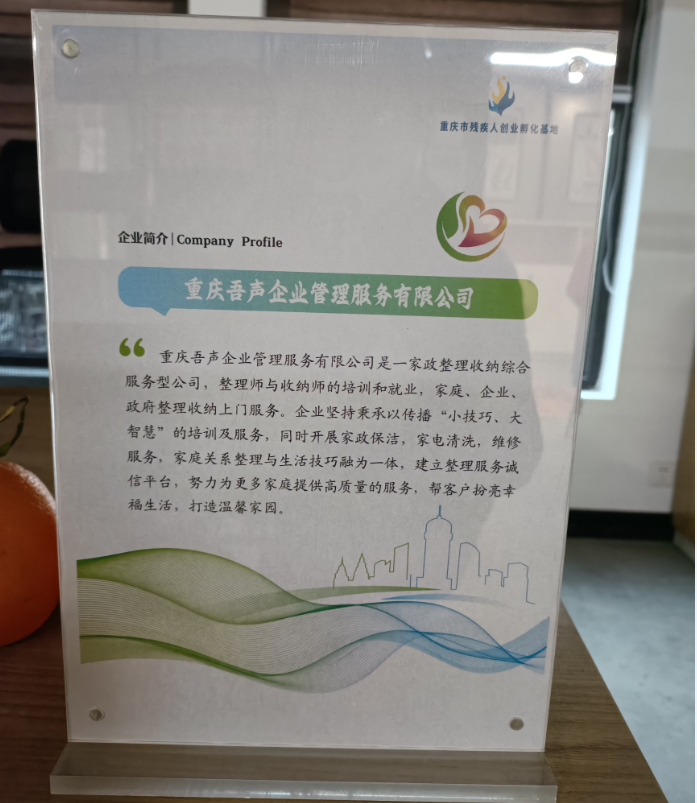 重庆市残疾人创业孵化基地
企业简介|Company Profile
重庆吾声企业管理服务有限公司
“重庆吾声企业管理服务有限公司是一家政整理收纳综合
服务型公司，整理师与收纳师的培训和就业，家庭、企业、
政府整理收纳上门服务。企业坚持秉承以传播“小技巧、大
智慧”的培训及服务，同时开展家政保洁，家电清洗，维修
服务，家庭关系整理与生活技巧融为一体，建立整理服务诚
信平台，努力为更多家庭提供高质量的服务，帮客户扮亮幸
福生活，打造温馨家园。